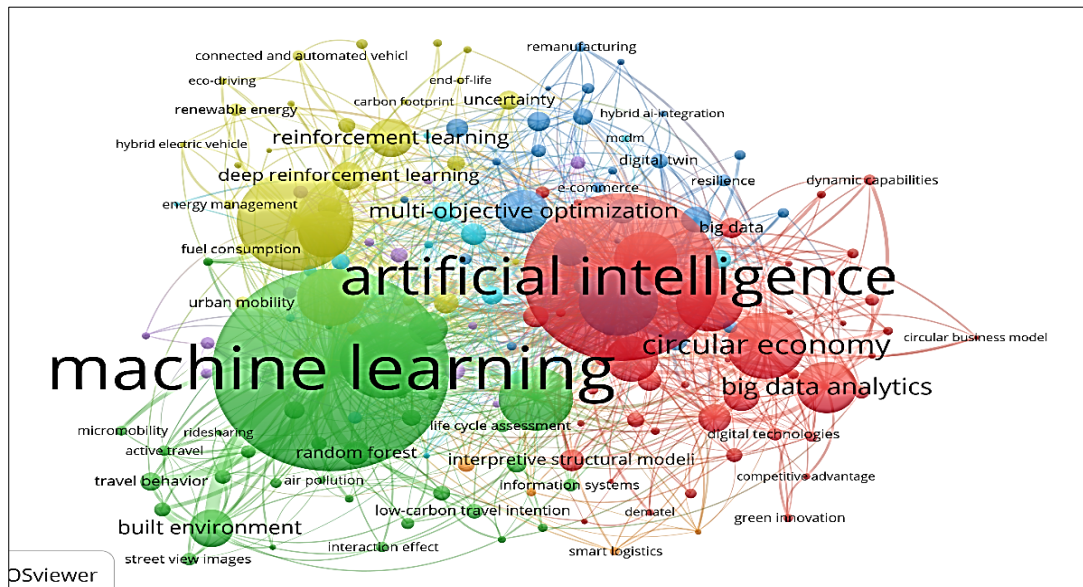 remanufacturing
connected and automated vehicl
eco-driving
end-of-life
carbon footprint
uncertainty
renewable energy
hybrid ai-integration
reinforcement learning
mcdm
hybrid electric vehicle
digital twin
deep reinforcement learning
e-commerce
resilience
dynamic capabilities
energy management
multi-objective optimization
big data
fuel consumption
artificial intelligence
urban mobility
circular business model
circular economy
machine learning
big data analytics
life cycle assessment
micromobility
ridesharing
digital technologies
active travel
random forest
interpretive structural modeli
travel behavior
air pollution
information systems
competitive advantage
low-carbon travel intention
dematel
green innovation
built environment
interaction effect
smart logistics
street view images
OSviewer